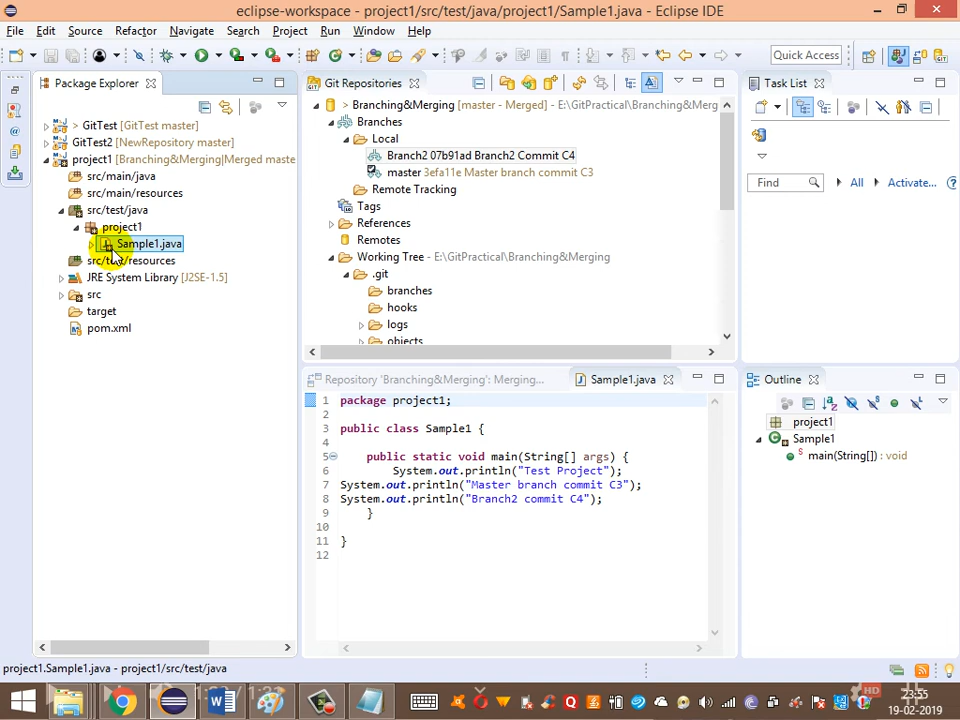 eclipse-workspace - project1/src/test/java/project1/Sample1.java - Eclipse IDE
File Edit Source Refactor Navigate Search Project Run Window Help
Quick Access
Package Explorer
> GitTest [GitTest master]
GitTest2 [NewRepository master]
project1 [Branching&Merging|Merged maste
src/main/java
src/main/resources
src/test/java
project1
Sample1.java
JRE System Library [J2SE-1.5]
src
target
pom.xml
Git Repositories
> Branching&Merging [master - Merged] - E:\GitPractical\Branching&Merg
Branches
Local
Branch2 07b91ad Branch2 Commit C4
master 3efa11e Master branch commit C3
Remote Tracking
Tags
References
Remotes
Working Tree - E:\GitPractical\Branching&Merging
.git
branches
hooks
logs
objects
Task List
Find All Activate...
Repository 'Branching&Merging': Merging...
Sample1.java
1 package project1;
2
3 public class Sample1 {
4
5 public static void main(String[] args) {
6 System.out.println("Test Project");
7 System.out.println("Master branch commit C3");
8 System.out.println("Branch2 commit C4");
9 }
10
11 }
12
Outline
project1
Sample1
main(String[]) : void
project1.Sample1.java - project1/src/test/java
HD
23:55
19-02-2019